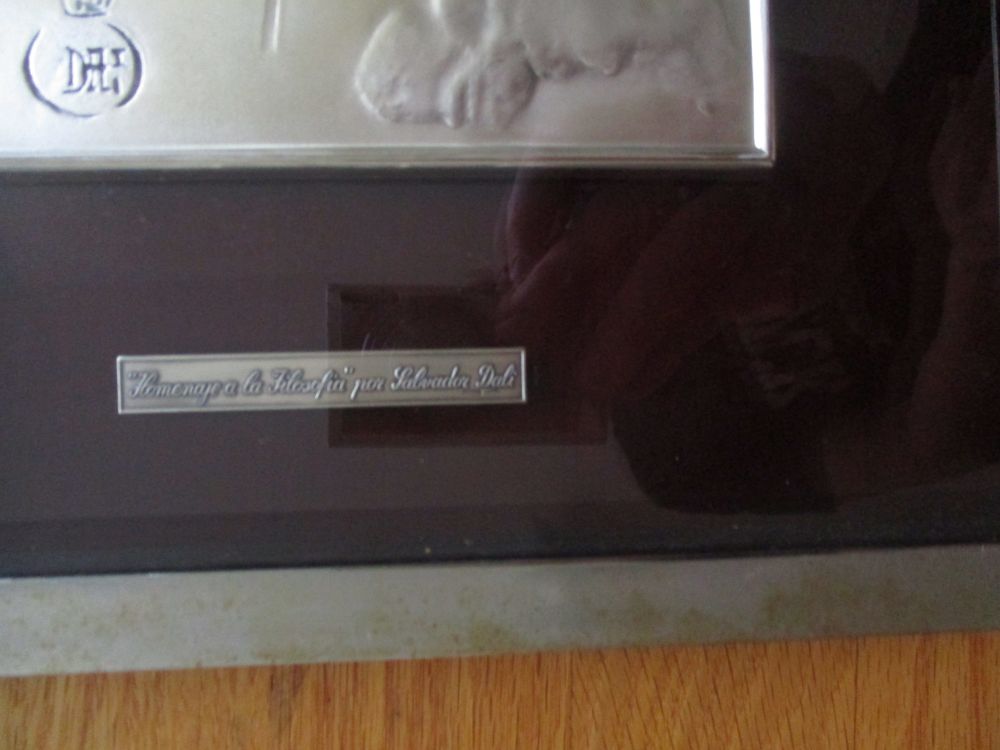 DALI
"Homenaje a la Filosofia" por Salvador Dali